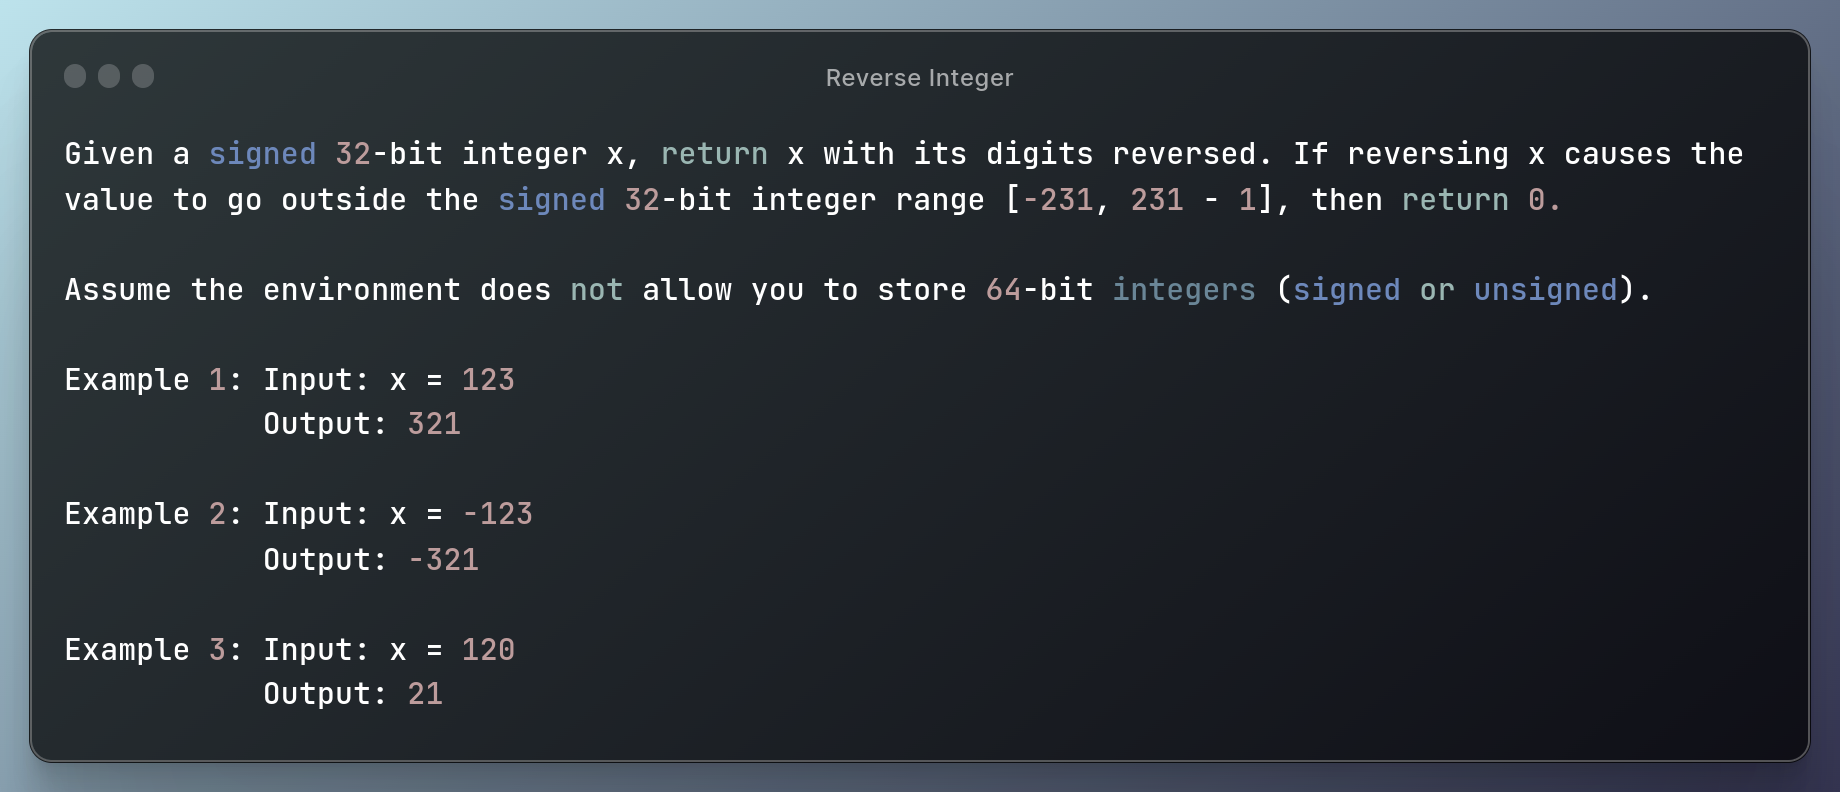 Reverse Integer
Given a signed 32-bit integer x, return x with its digits reversed. If reversing x causes the
value to go outside the signed 32-bit integer range [-231, 231 - 1], then return 0.
Assume the environment does not allow you to store 64-bit integers (signed or unsigned).
Example 1: Input: x = 123
Output: 321
Example 2: Input: x = -123
Output: -321
Example 3: Input: x = 120
Output: 21